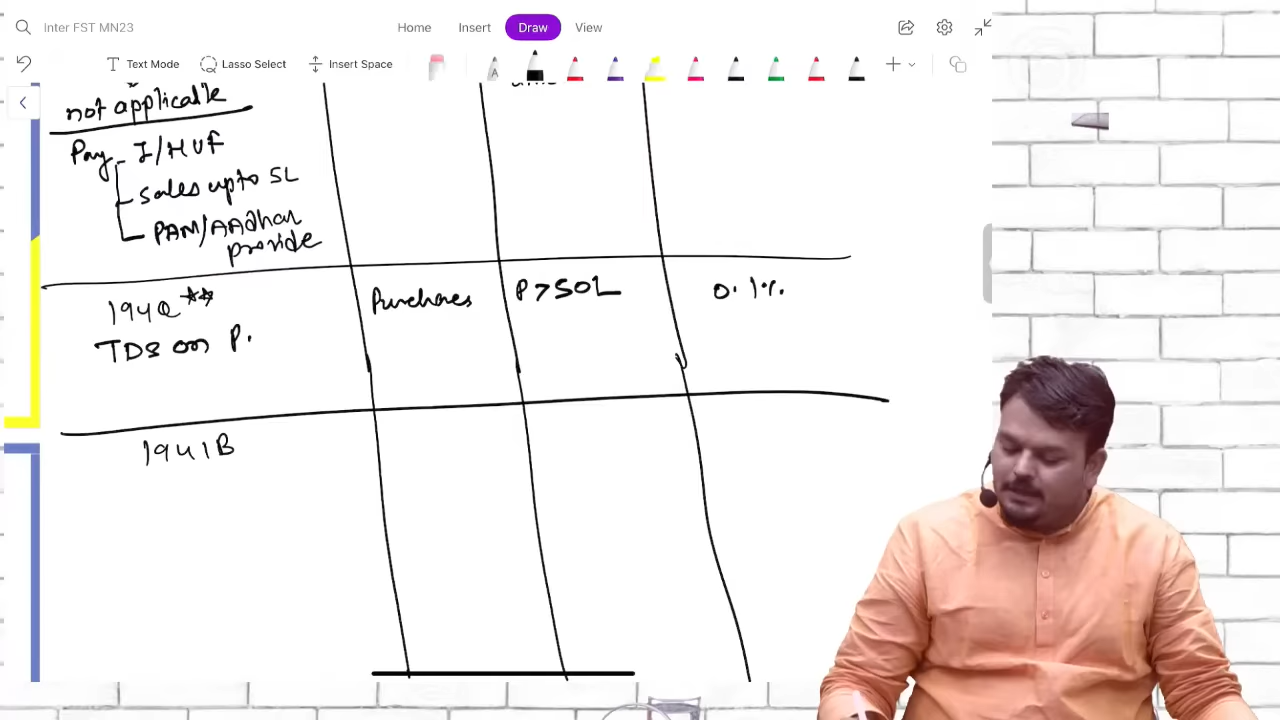 Inter FST MN23
Home
Insert
Draw
View
Text Mode
Lasso Select
Insert Space
not applicable
Pay - I/HUF
- Sales upto 5L
PAN/AAdhar
provide
194Q **
TDS on P.
Purchases
P > 50L
0.1%.
194IB